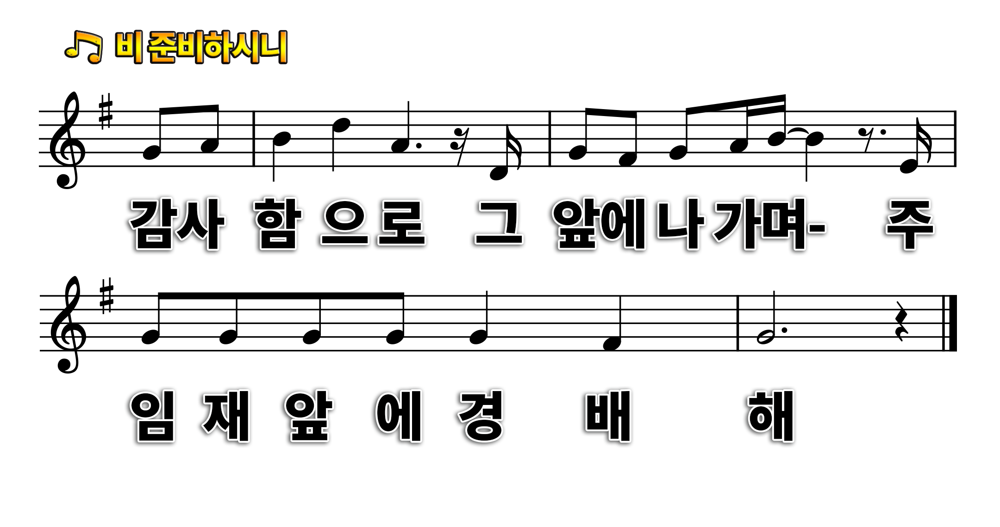 비 준비하시니
감사 함 으로 그 앞에 나 가며- 주
임 재 앞 에 경 배 해